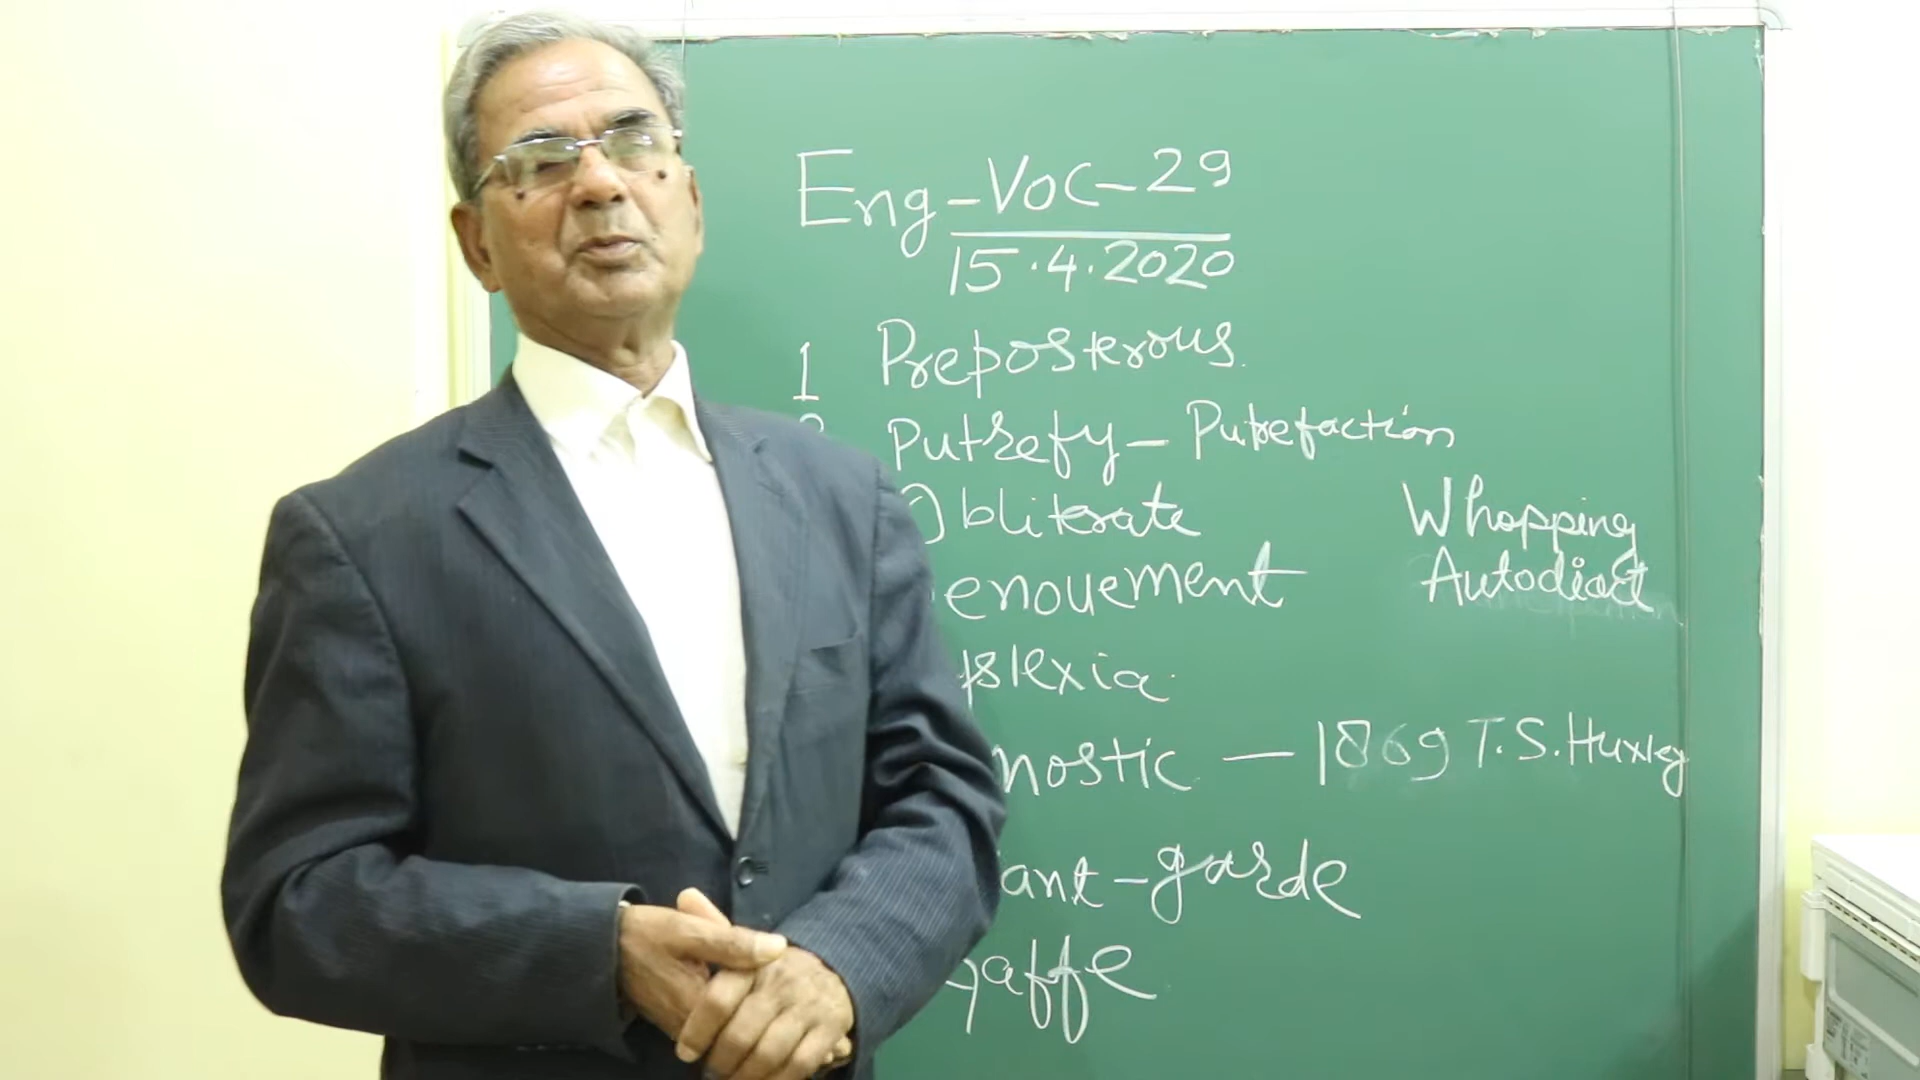 Eng-Voc-29
15.4.2020
1 Preposterous.
Putrefy - Putrefaction
Obliterate
Whopping
enouement
Autodidact
slexia
nostic - 1869 T.S. Huxley
ant-garde
gaffe